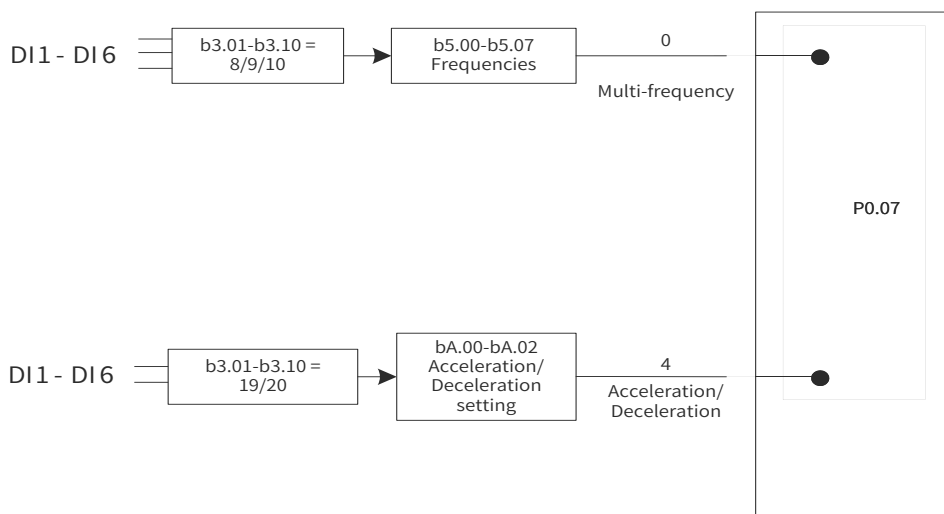 DI1 - DI6
b3.01-b3.10 =
8/9/10
b5.00-b5.07
Frequencies
0
Multi-frequency
P0.07
DI1 - DI6
b3.01-b3.10 =
19/20
bA.00-bA.02
Acceleration/
Deceleration
setting
4
Acceleration/
Deceleration